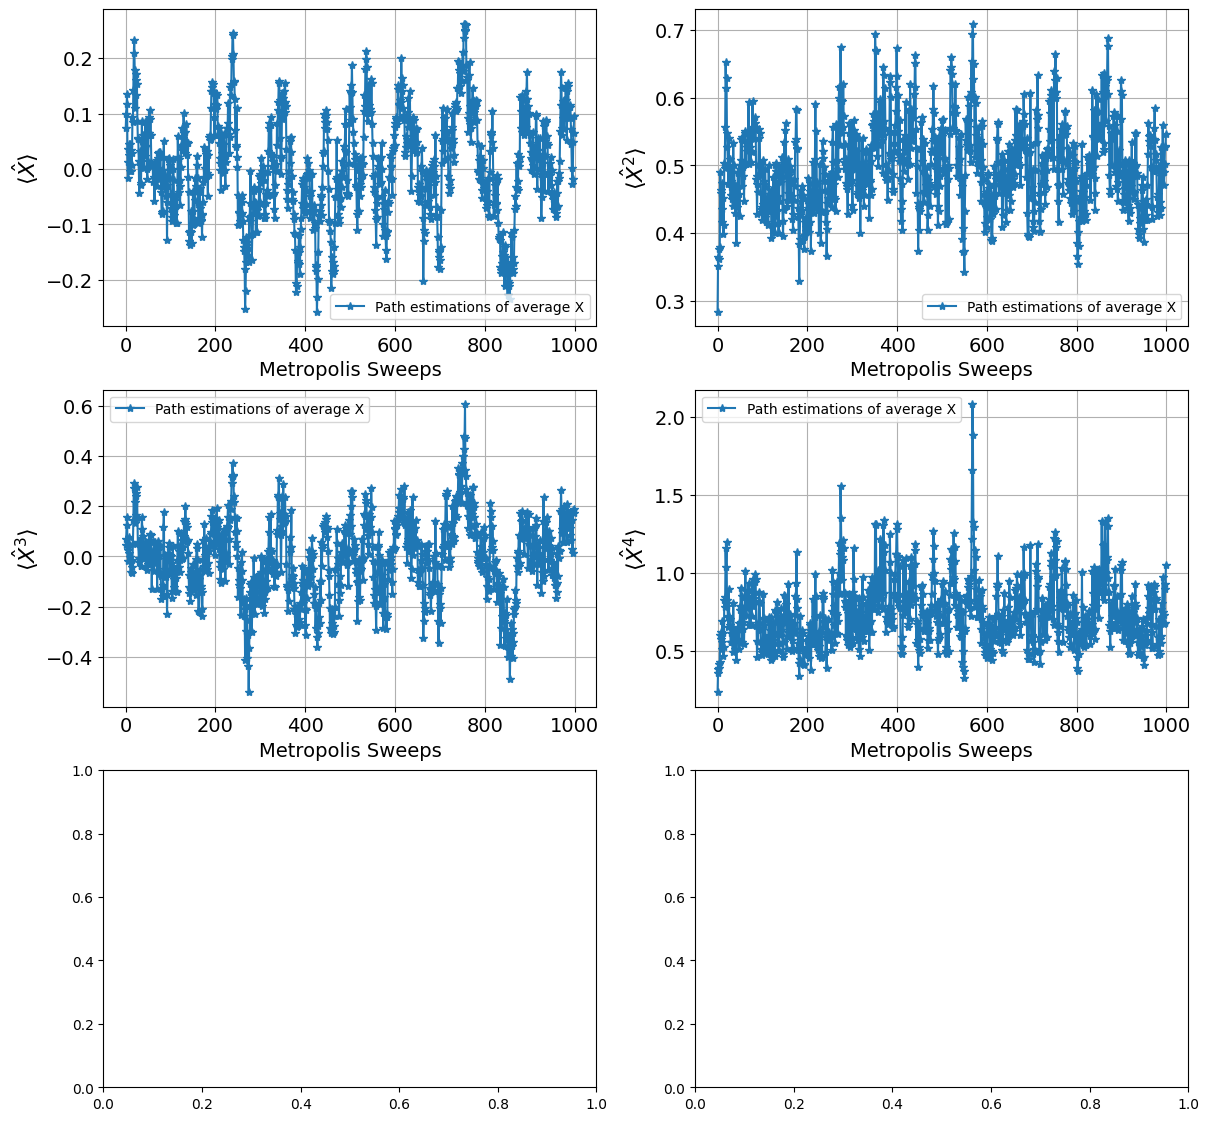 ⟨X̂⟩
0.2
0.1
0.0
−0.1
−0.2
0 200 400 600 800 1000
Metropolis Sweeps
Path estimations of average X
⟨X̂²⟩
0.7
0.6
0.5
0.4
0.3
0 200 400 600 800 1000
Metropolis Sweeps
Path estimations of average X
⟨X̂³⟩
0.6
0.4
0.2
0.0
−0.2
−0.4
0 200 400 600 800 1000
Metropolis Sweeps
Path estimations of average X
⟨X̂⁴⟩
2.0
1.5
1.0
0.5
0 200 400 600 800 1000
Metropolis Sweeps
Path estimations of average X
1.0
0.8
0.6
0.4
0.2
0.0
0.0 0.2 0.4 0.6 0.8 1.0
1.0
0.8
0.6
0.4
0.2
0.0
0.0 0.2 0.4 0.6 0.8 1.0